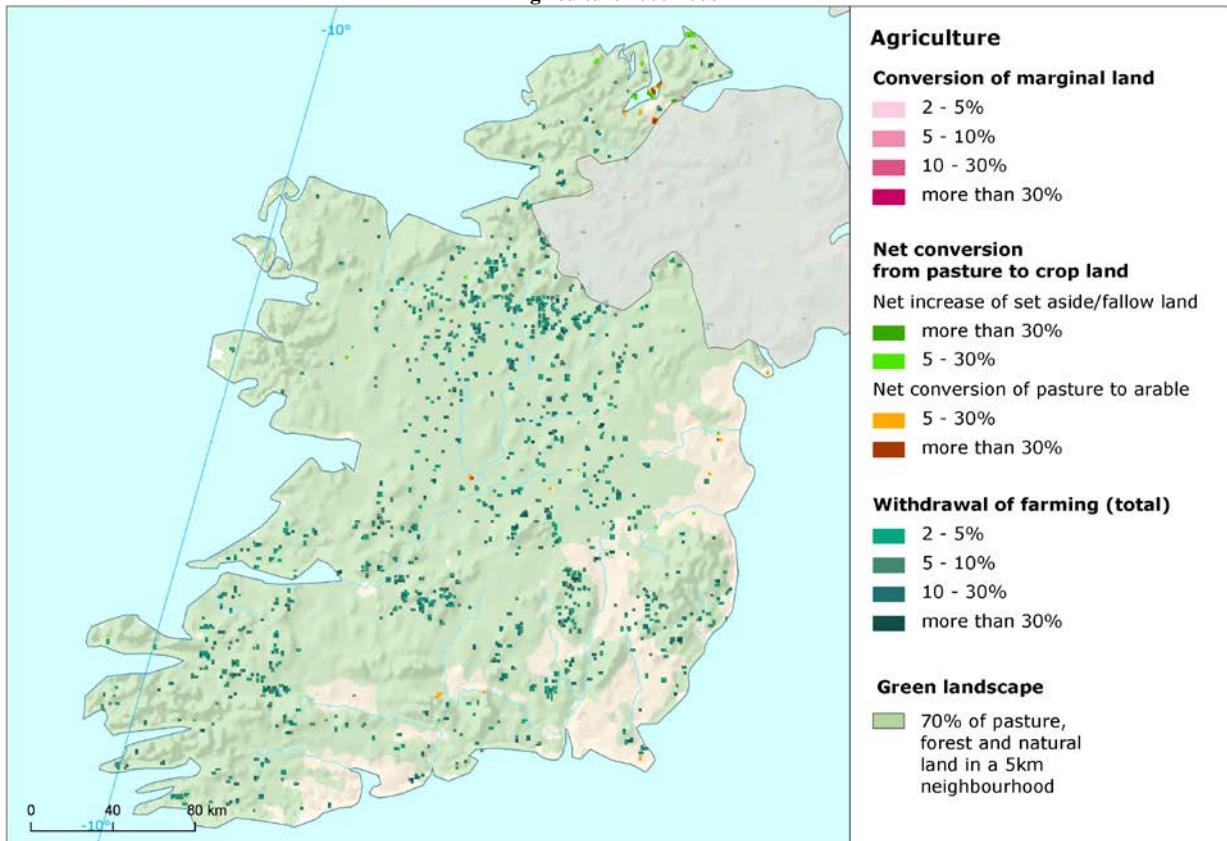 -10°
Agriculture
Conversion of marginal land
2 - 5%
5 - 10%
10 - 30%
more than 30%
Net conversion
from pasture to crop land
Net increase of set aside/fallow land
more than 30%
5 - 30%
Net conversion of pasture to arable
5 - 30%
more than 30%
Withdrawal of farming (total)
2 - 5%
5 - 10%
10 - 30%
more than 30%
Green landscape
70% of pasture,
forest and natural
land in a 5km
neighbourhood
0 40 80 km
-10°